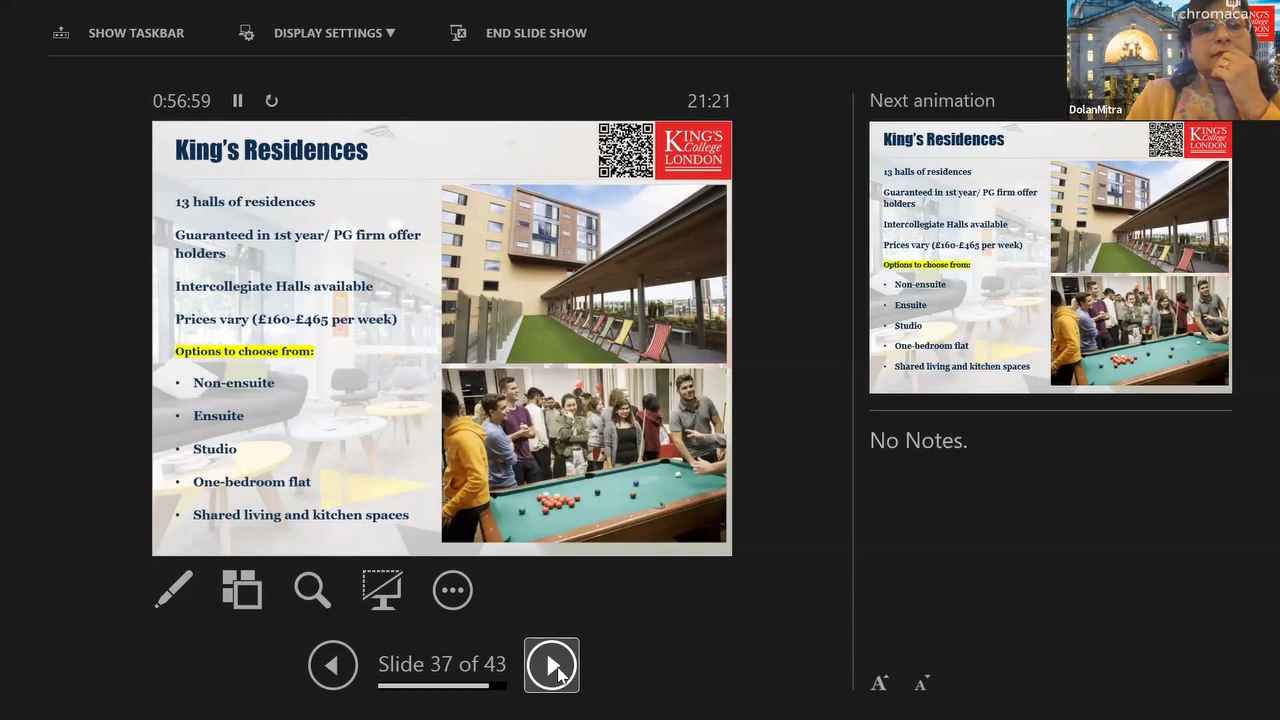 SHOW TASKBAR
DISPLAY SETTINGS ▼
END SLIDE SHOW
chromaca
NG'S
LONDON
DolanMitra
0:56:59
21:21
Next animation
King's Residences
KING'S
College
LONDON
13 halls of residences
Guaranteed in 1st year/ PG firm offer
holders
Intercollegiate Halls available
Prices vary (£160-£465 per week)
Options to choose from:
• Non-ensuite
• Ensuite
• Studio
• One-bedroom flat
• Shared living and kitchen spaces
King's Residences
KING'S
College
LONDON
13 halls of residences
Guaranteed in 1st year/ PG firm offer
holders
Intercollegiate Halls available
Prices vary (£160-£465 per week)
Options to choose from:
• Non-ensuite
• Ensuite
• Studio
• One-bedroom flat
• Shared living and kitchen spaces
No Notes.
Slide 37 of 43
A A